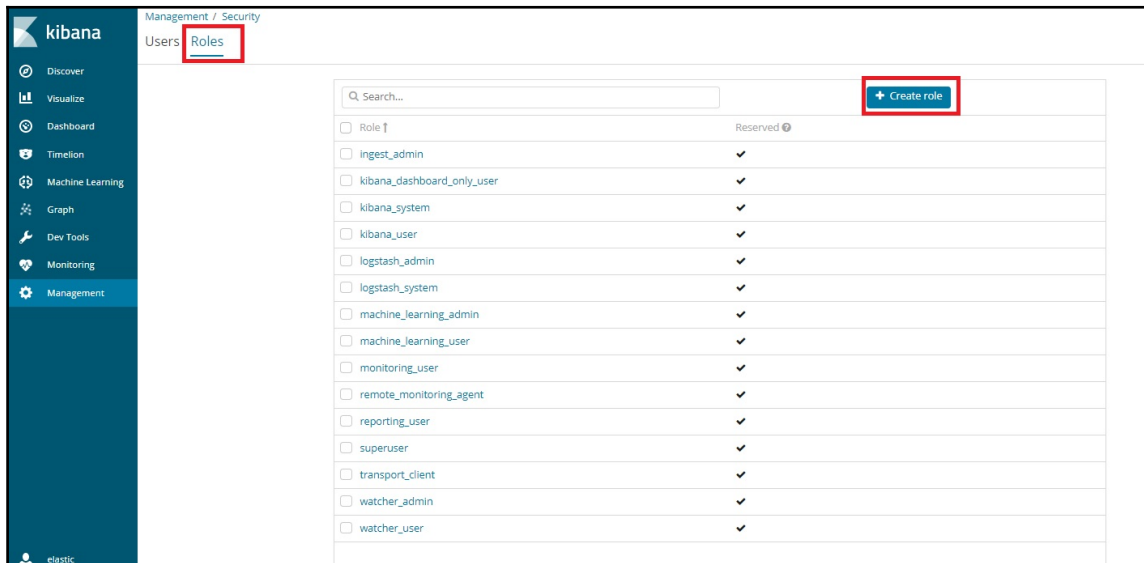 kibana
Discover
Visualize
Dashboard
Timelion
Machine Learning
Graph
Dev Tools
Monitoring
Management
elastic
Management / Security
Users Roles
Search...
+ Create role
Role Reserved
ingest_admin
kibana_dashboard_only_user
kibana_system
kibana_user
logstash_admin
logstash_system
machine_learning_admin
machine_learning_user
monitoring_user
remote_monitoring_agent
reporting_user
superuser
transport_client
watcher_admin
watcher_user